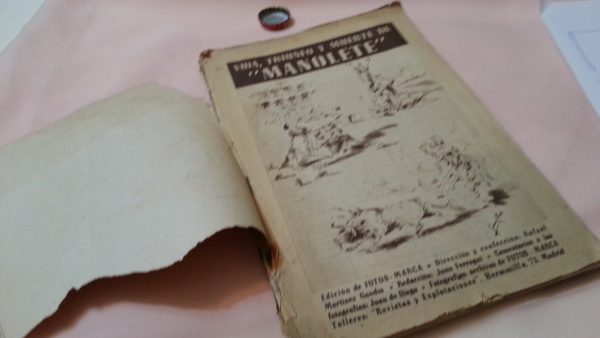 VIDA, TRIUNFO Y MUERTE DE
"MANOLETE"
Edición de FOTOS - MARCA • Dirección y confección: Rafael
Martínez Gandía • Redacción: Juan Ferragut • Comentarios a las
fotografías: Juan de Diego • Fotografías: archivos de FOTOS - MARCA
Talleres: "Revistas y Explotaciones". Hermosilla, 73. Madrid